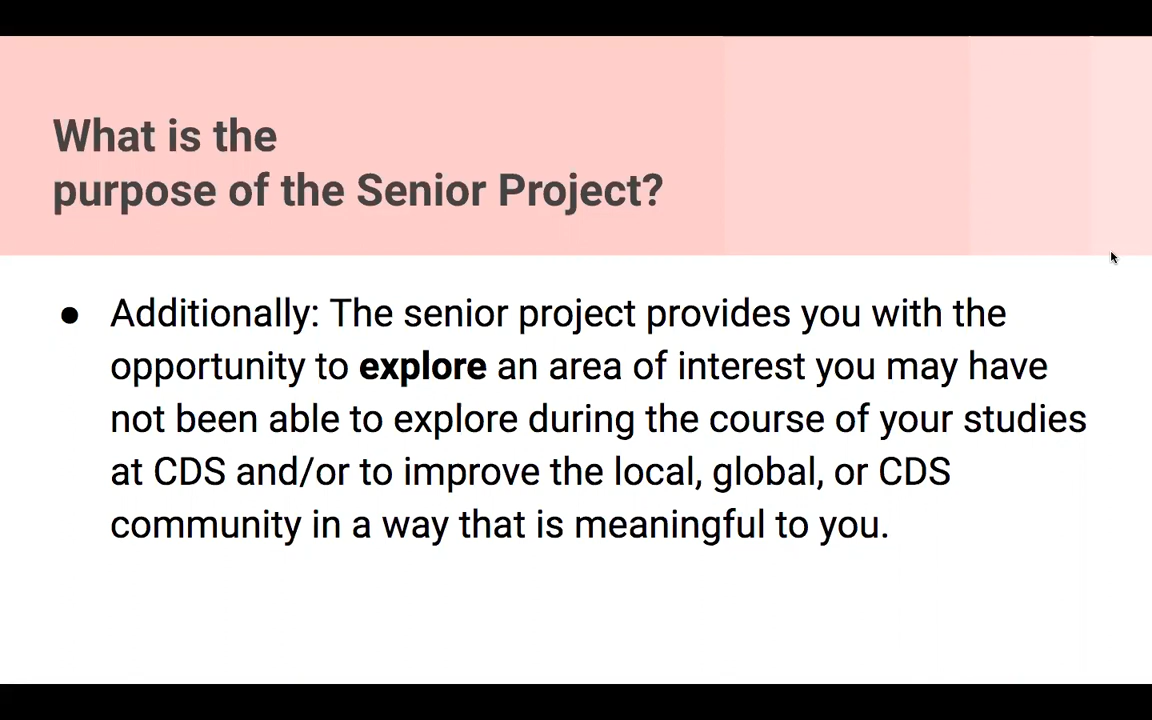 What is the
purpose of the Senior Project?
● Additionally: The senior project provides you with the
opportunity to explore an area of interest you may have
not been able to explore during the course of your studies
at CDS and/or to improve the local, global, or CDS
community in a way that is meaningful to you.